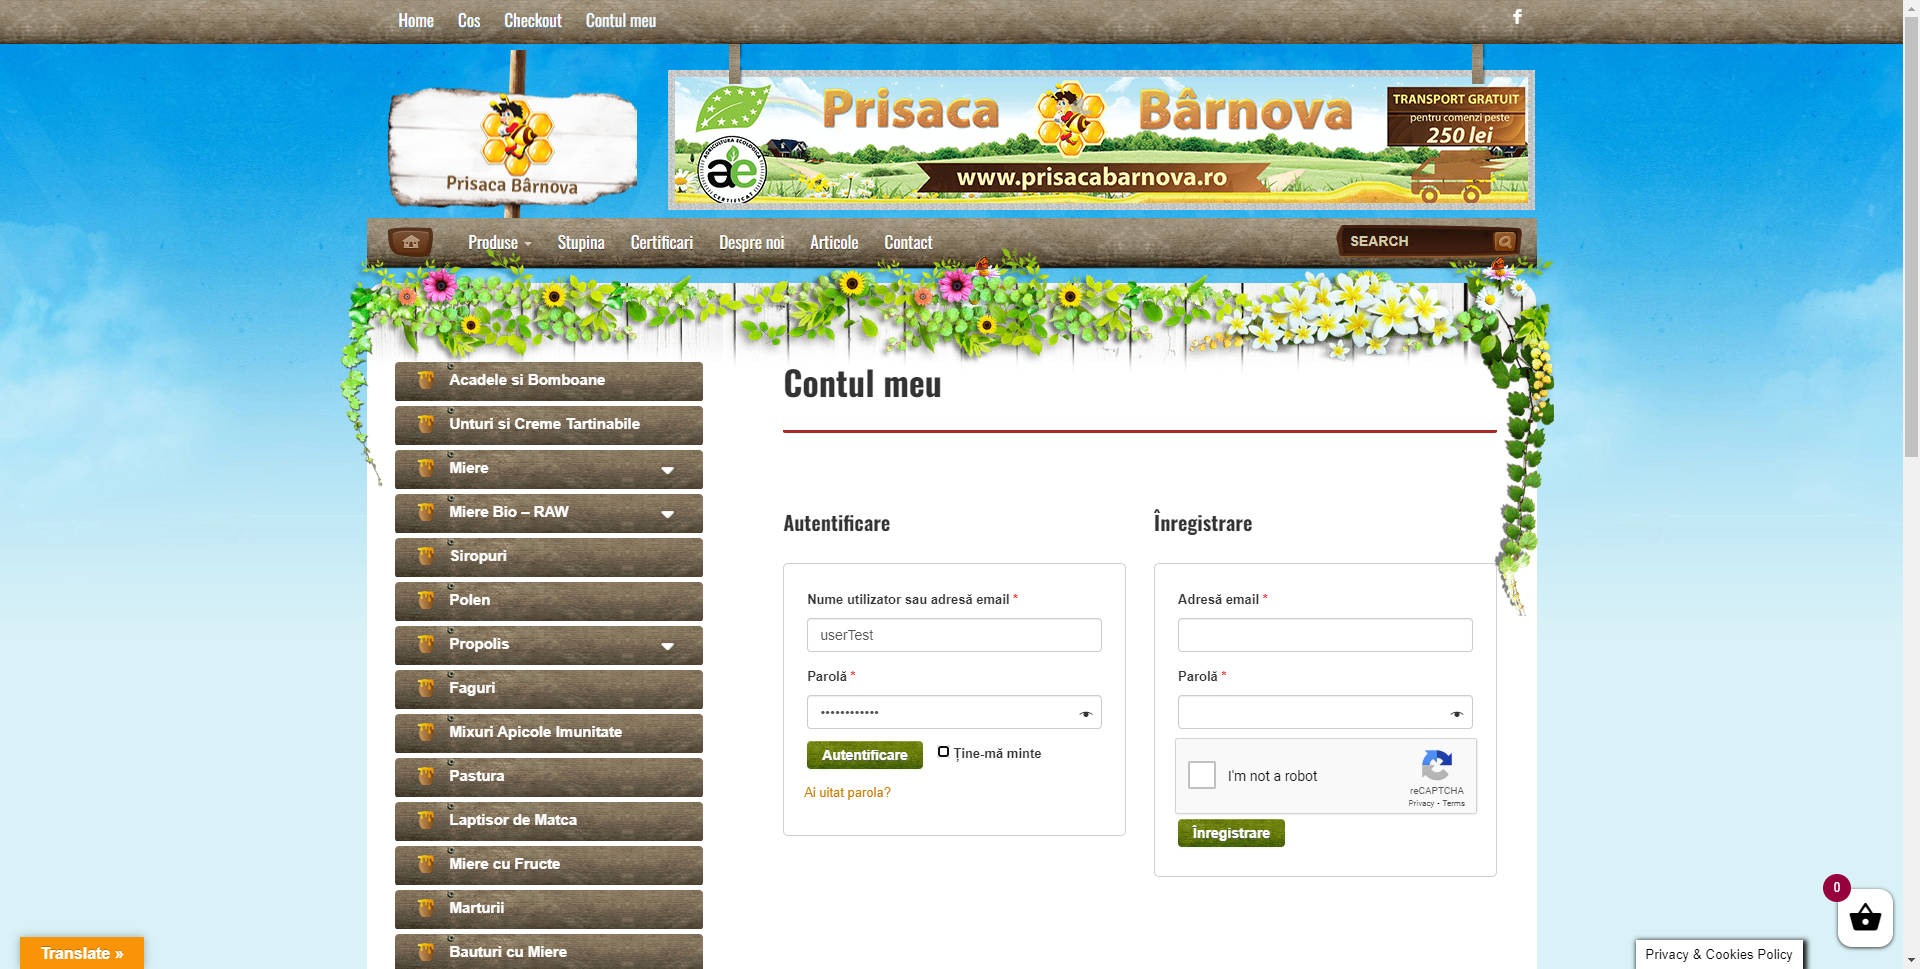 Home Cos Checkout Contul meu
Prisaca Bârnova
Prisaca Bârnova
TRANSPORT GRATUIT
pentru comenzi peste
250 lei
AGRICULTURA ECOLOGICA
ae
CERTIFICAT
www.prisacabarnova.ro
Produse Stupina Certificari Despre noi Articole Contact
SEARCH
Acadele si Bomboane
Unturi si Creme Tartinabile
Miere
Miere Bio – RAW
Siropuri
Polen
Propolis
Faguri
Mixuri Apicole Imunitate
Pastura
Laptisor de Matca
Miere cu Fructe
Marturii
Bauturi cu Miere
Contul meu
Autentificare
Nume utilizator sau adresă email *
userTest
Parolă *
••••••••••••
Autentificare
Ține-mă minte
Ai uitat parola?
Înregistrare
Adresă email *
Parolă *
I'm not a robot
reCAPTCHA
Privacy - Terms
Înregistrare
0
Translate »
Privacy & Cookies Policy